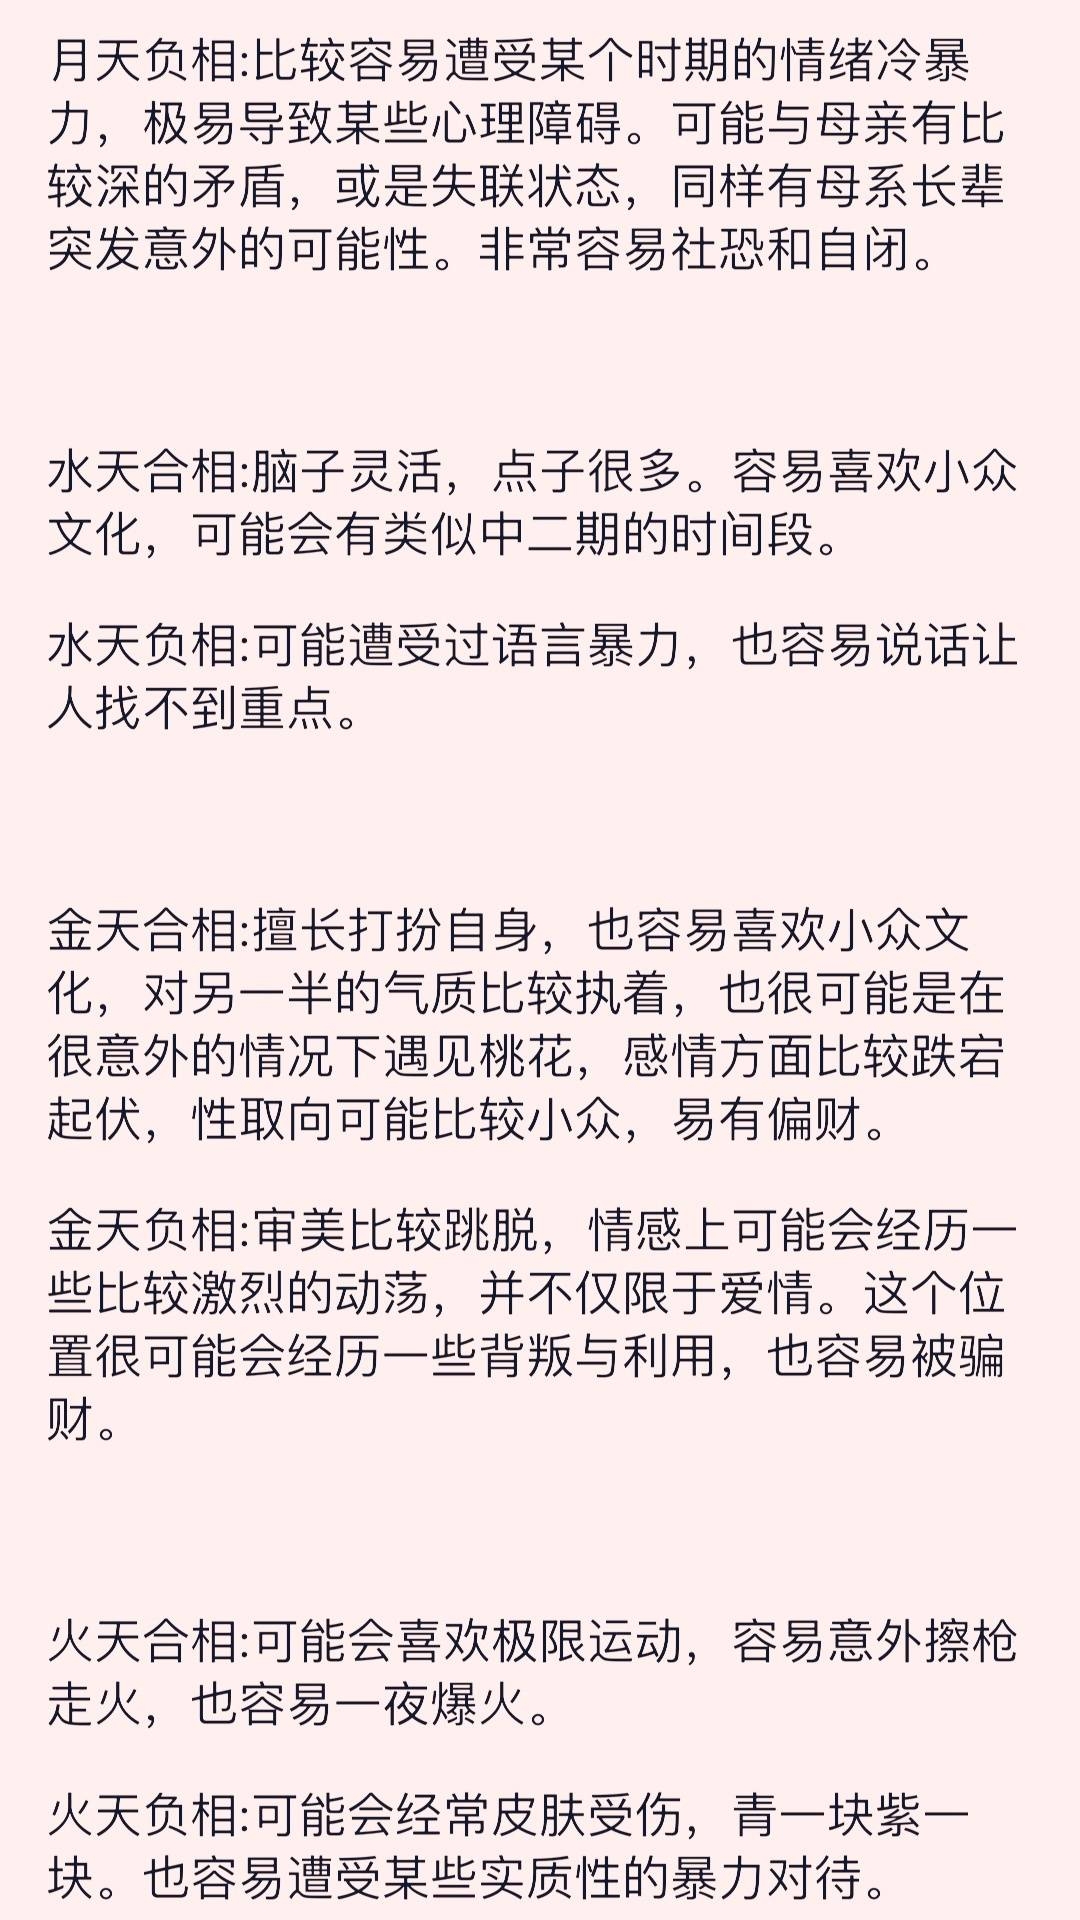 月天负相:比较容易遭受某个时期的情绪冷暴
力，极易导致某些心理障碍。可能与母亲有比
较深的矛盾，或是失联状态，同样有母系长辈
突发意外的可能性。非常容易社恐和自闭。
水天合相:脑子灵活，点子很多。容易喜欢小众
文化，可能会有类似中二期的时间段。
水天负相:可能遭受过语言暴力，也容易说话让
人找不到重点。
金天合相:擅长打扮自身，也容易喜欢小众文
化，对另一半的气质比较执着，也很可能是在
很意外的情况下遇见桃花，感情方面比较跌宕
起伏，性取向可能比较小众，易有偏财。
金天负相:审美比较跳脱，情感上可能会经历一
些比较激烈的动荡，并不仅限于爱情。这个位
置很可能会经历一些背叛与利用，也容易被骗
财。
火天合相:可能会喜欢极限运动，容易意外擦枪
走火，也容易一夜爆火。
火天负相:可能会经常皮肤受伤，青一块紫一
块。也容易遭受某些实质性的暴力对待。